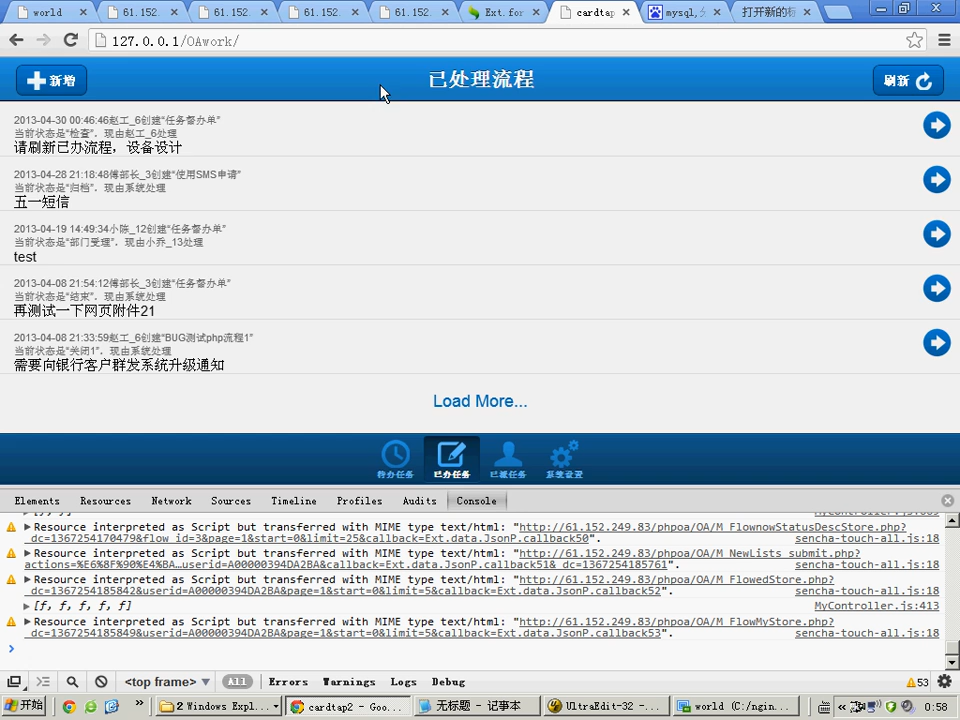 world
61.152.
61.152.
61.152.
61.152.
Ext.for
cardtap
mysql,
打开新的标
127.0.0.1/OAwork/
新增
已处理流程
刷新
2013-04-30 00:46:46赵工_6创建“任务督办单”
当前状态是“检查”．现由赵工_6处理
请刷新已办流程，设备设计
2013-04-28 21:18:48傅部长_3创建“使用SMS申请”
当前状态是“归档”．现由系统处理
五一短信
2013-04-19 14:49:34小陈_12创建“任务督办单”
当前状态是“部门受理”．现由小乔_13处理
test
2013-04-08 21:54:12傅部长_3创建“任务督办单”
当前状态是“结束”．现由系统处理
再测试一下网页附件21
2013-04-08 21:33:59赵工_6创建“BUG测试php流程1”
当前状态是“关闭1”．现由系统处理
需要向银行客户群发系统升级通知
Load More...
待办任务
已办任务
已派任务
系统设置
Elements Resources Network Sources Timeline Profiles Audits Console
Resource interpreted as Script but transferred with MIME type text/html: "http://61.152.249.83/phpoa/OA/M_FlownowStatusDescStore.php?
_dc=1367254170479&flow_id=3&page=1&start=0&limit=25&callback=Ext.data.JsonP.callback50". sencha-touch-all.js:18
Resource interpreted as Script but transferred with MIME type text/html: "http://61.152.249.83/phpoa/OA/M_NewLists_submit.php?
actions=%E6%8F%90%E4%BA…userid=A00000394DA2BA&callback=Ext.data.JsonP.callback51&_dc=1367254185761". sencha-touch-all.js:18
Resource interpreted as Script but transferred with MIME type text/html: "http://61.152.249.83/phpoa/OA/M_FlowedStore.php?
_dc=1367254185842&userid=A00000394DA2BA&page=1&start=0&limit=5&callback=Ext.data.JsonP.callback52". sencha-touch-all.js:18
[f, f, f, f, f] MyController.js:413
Resource interpreted as Script but transferred with MIME type text/html: "http://61.152.249.83/phpoa/OA/M_FlowMyStore.php?
_dc=1367254185849&userid=A00000394DA2BA&page=1&start=0&limit=5&callback=Ext.data.JsonP.callback53". sencha-touch-all.js:18
<top frame> All Errors Warnings Logs Debug 53
开始
2 Windows Expl...
cardtap2 - Goo...
无标题 - 记事本
UltraEdit-32 - ...
world (C:/ngin...
0:58